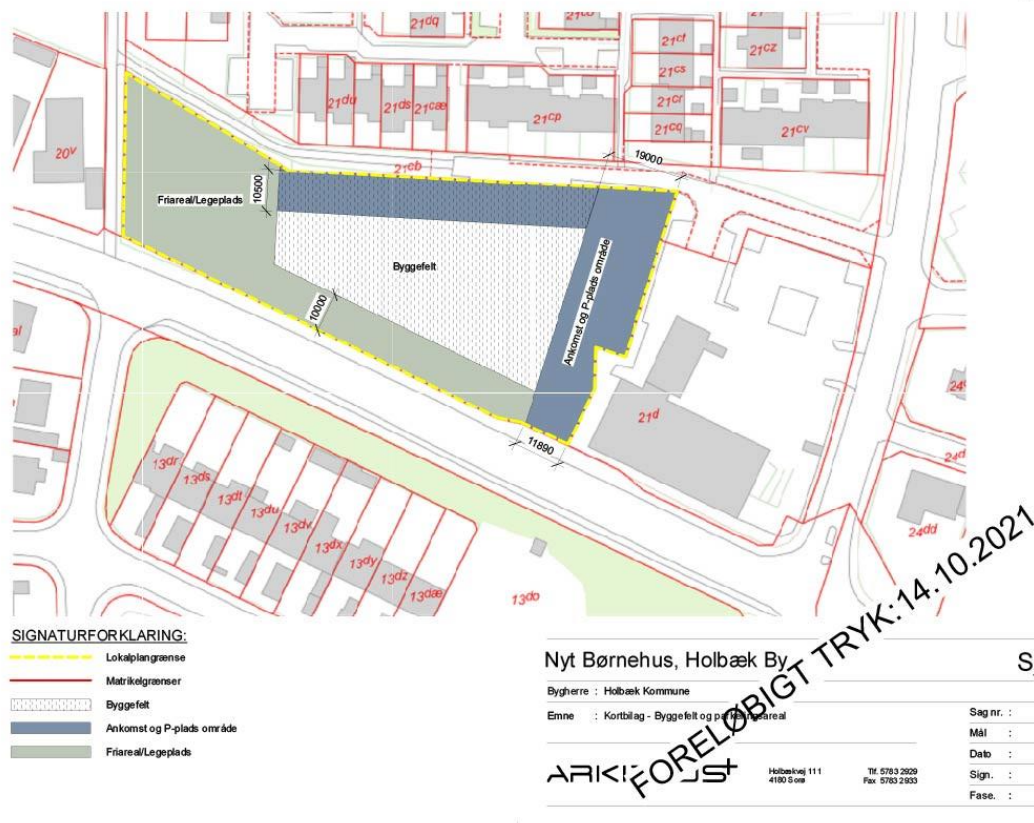 21dq
21co
21ct
21cz
21cs
21du
21ds
21cæ
21cr
21cp
21cq
21cv
20v
21cb
19000
10500
Friareal/Legeplads
Byggefelt
Ankomst og P-plads område
10000
21d
11890
13dr
13ds
13dt
13du
13dv
13dx
13dy
13dz
13dæ
13do
24d
24dd
SIGNATURFORKLARING:
Lokalplangrænse
Matrikelgrænser
Byggefelt
Ankomst og P-plads område
Friareal/Legeplads
FORELØBIGT TRYK: 14.10.2021
Nyt Børnehus, Holbæk By
Bygherre : Holbæk Kommune
Emne : Kortbilag - Byggefelt og parkeringsareal
Holbækvej 111
4180 Sorø
Tlf. 5783 2929
Fax 5783 2933
Sag nr. :
Mål :
Dato :
Sign. :
Fase. :